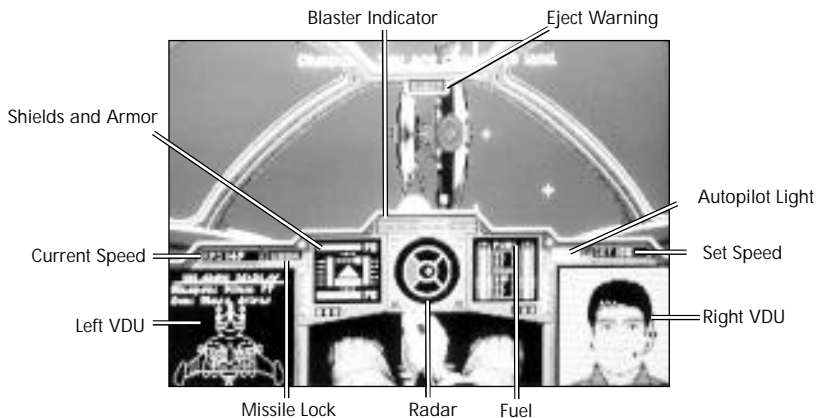 Blaster Indicator
Eject Warning
Shields and Armor
Autopilot Light
Current Speed
Set Speed
Left VDU
Right VDU
Missile Lock
Radar
Fuel